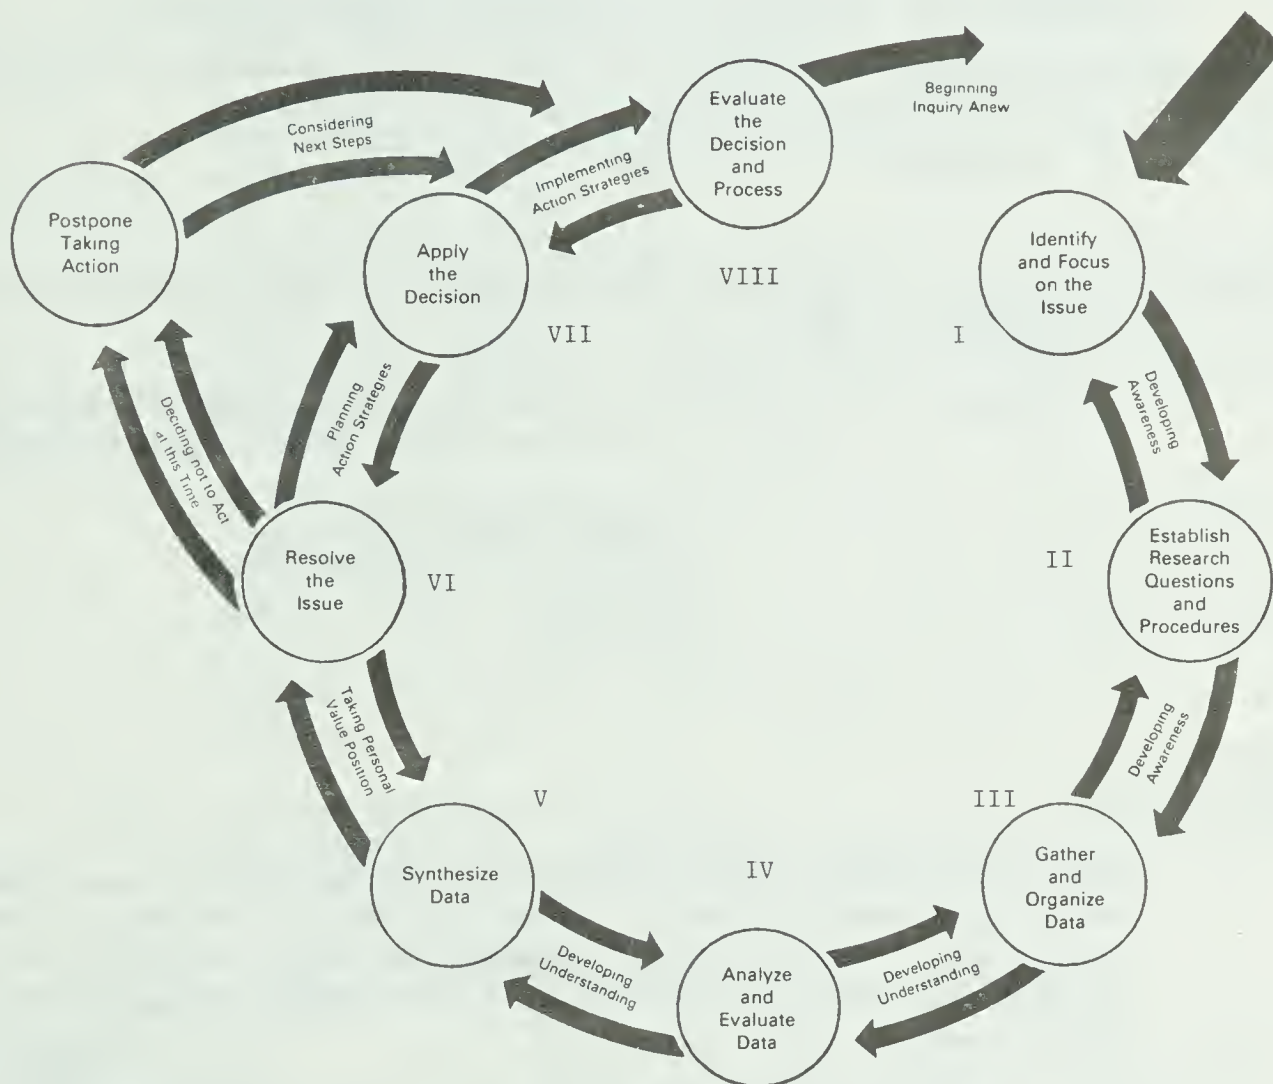 Beginning
Inquiry Anew
Identify
and Focus
on the
Issue
I
Developing
Awareness
Establish
Research
Questions
and
Procedures
II
Developing
Awareness
Gather
and
Organize
Data
III
Developing
Understanding
Analyze
and
Evaluate
Data
IV
Developing
Understanding
Synthesize
Data
V
Taking Personal
Value Position
Resolve
the
Issue
VI
Deciding not to Act
at this Time
Postpone
Taking
Action
Considering
Next Steps
Planning
Action Strategies
Apply
the
Decision
VII
Implementing
Action Strategies
Evaluate
the
Decision
and
Process
VIII